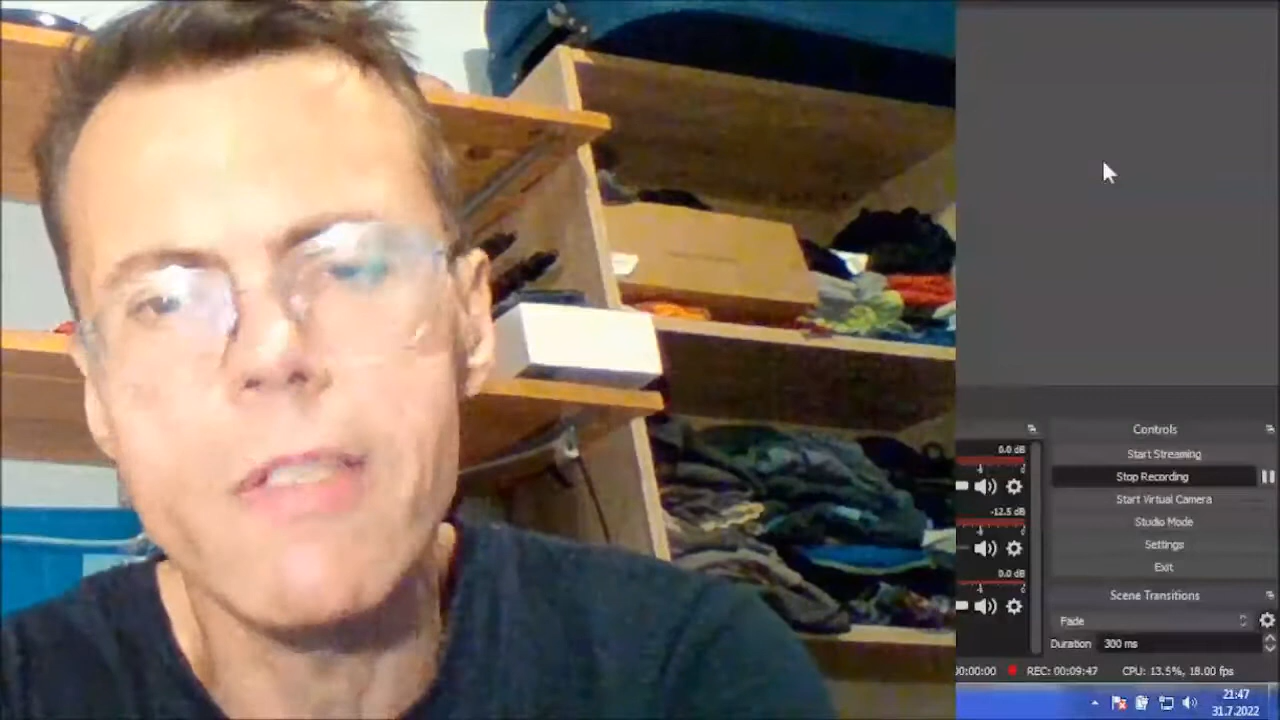 Controls
0.0 dB
Start Streaming
Stop Recording
Start Virtual Camera
-12.5 dB
Studio Mode
Settings
Exit
0.0 dB
Scene Transitions
Fade
Duration 300 ms
00:00:00 REC: 00:09:47 CPU: 13.5%, 18.00 fps
21:47
31.7.2022